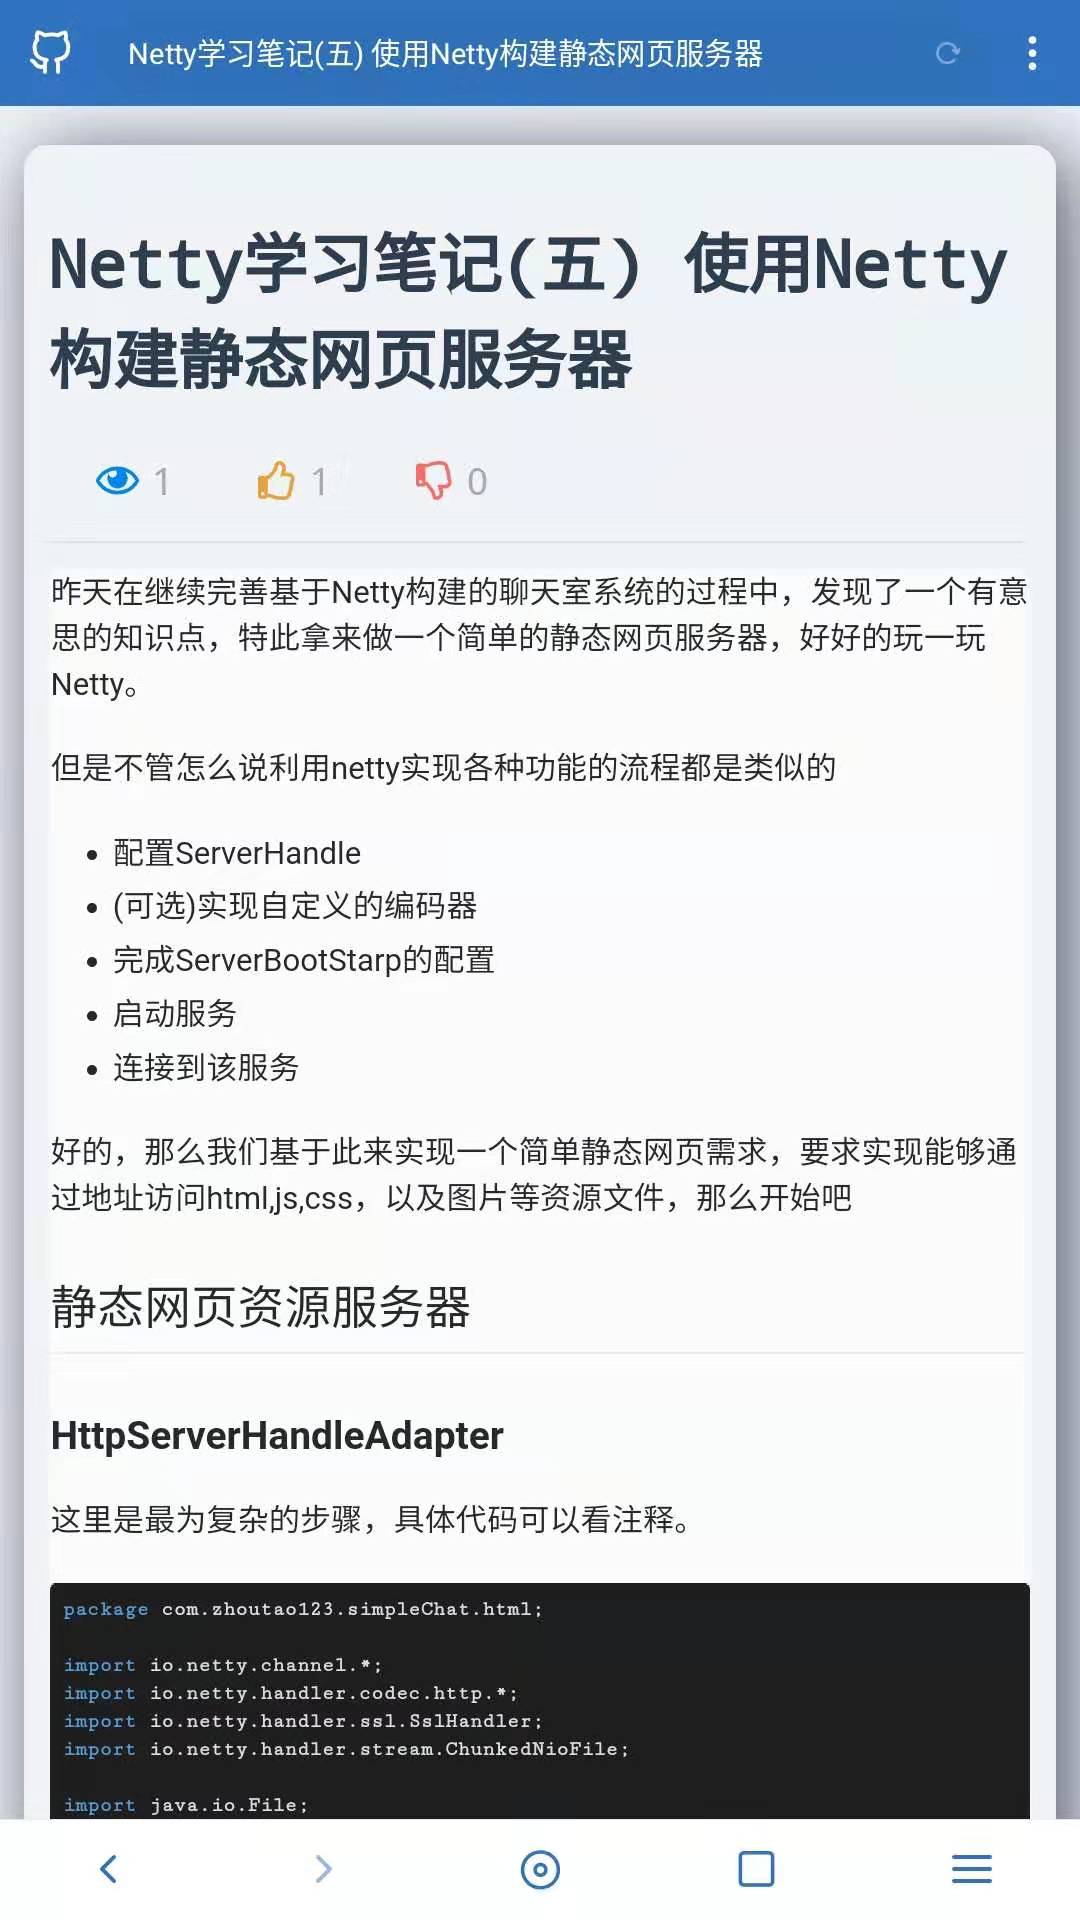 Netty学习笔记(五) 使用Netty构建静态网页服务器
Netty学习笔记(五) 使用Netty
构建静态网页服务器
1 1 0
昨天在继续完善基于Netty构建的聊天室系统的过程中，发现了一个有意
思的知识点，特此拿来做一个简单的静态网页服务器，好好的玩一玩
Netty。
但是不管怎么说利用netty实现各种功能的流程都是类似的
• 配置ServerHandle
• (可选)实现自定义的编码器
• 完成ServerBootStarp的配置
• 启动服务
• 连接到该服务
好的，那么我们基于此来实现一个简单静态网页需求，要求实现能够通
过地址访问html,js,css，以及图片等资源文件，那么开始吧
静态网页资源服务器
HttpServerHandleAdapter
这里是最为复杂的步骤，具体代码可以看注释。
package com.zhoutao123.simpleChat.html;
import io.netty.channel.*;
import io.netty.handler.codec.http.*;
import io.netty.handler.ssl.SslHandler;
import io.netty.handler.stream.ChunkedNioFile;
import java.io.File;